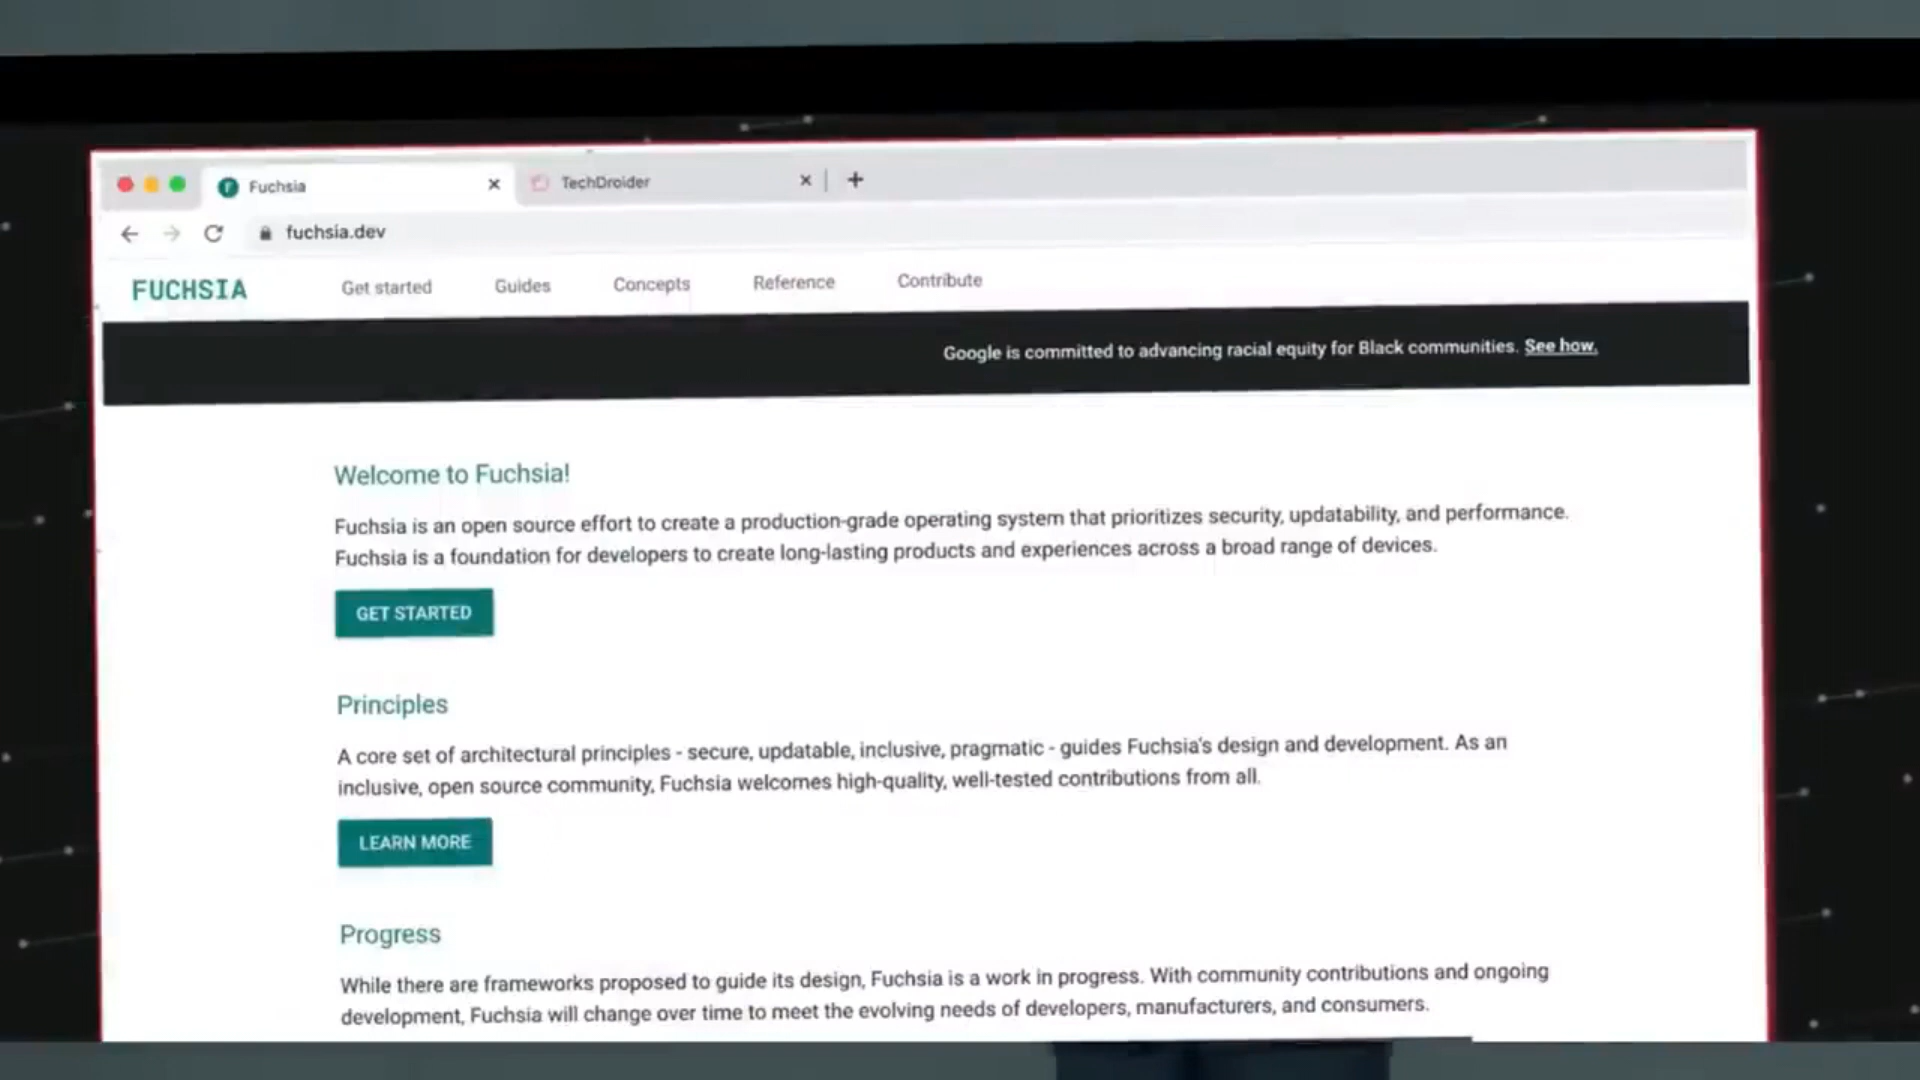 Fuchsia
TechDroider
fuchsia.dev
FUCHSIA
Get started
Guides
Concepts
Reference
Contribute
Google is committed to advancing racial equity for Black communities. See how.
Welcome to Fuchsia!
Fuchsia is an open source effort to create a production-grade operating system that prioritizes security, updatability, and performance.
Fuchsia is a foundation for developers to create long-lasting products and experiences across a broad range of devices.
GET STARTED
Principles
A core set of architectural principles - secure, updatable, inclusive, pragmatic - guides Fuchsia's design and development. As an
inclusive, open source community, Fuchsia welcomes high-quality, well-tested contributions from all.
LEARN MORE
Progress
While there are frameworks proposed to guide its design, Fuchsia is a work in progress. With community contributions and ongoing
development, Fuchsia will change over time to meet the evolving needs of developers, manufacturers, and consumers.